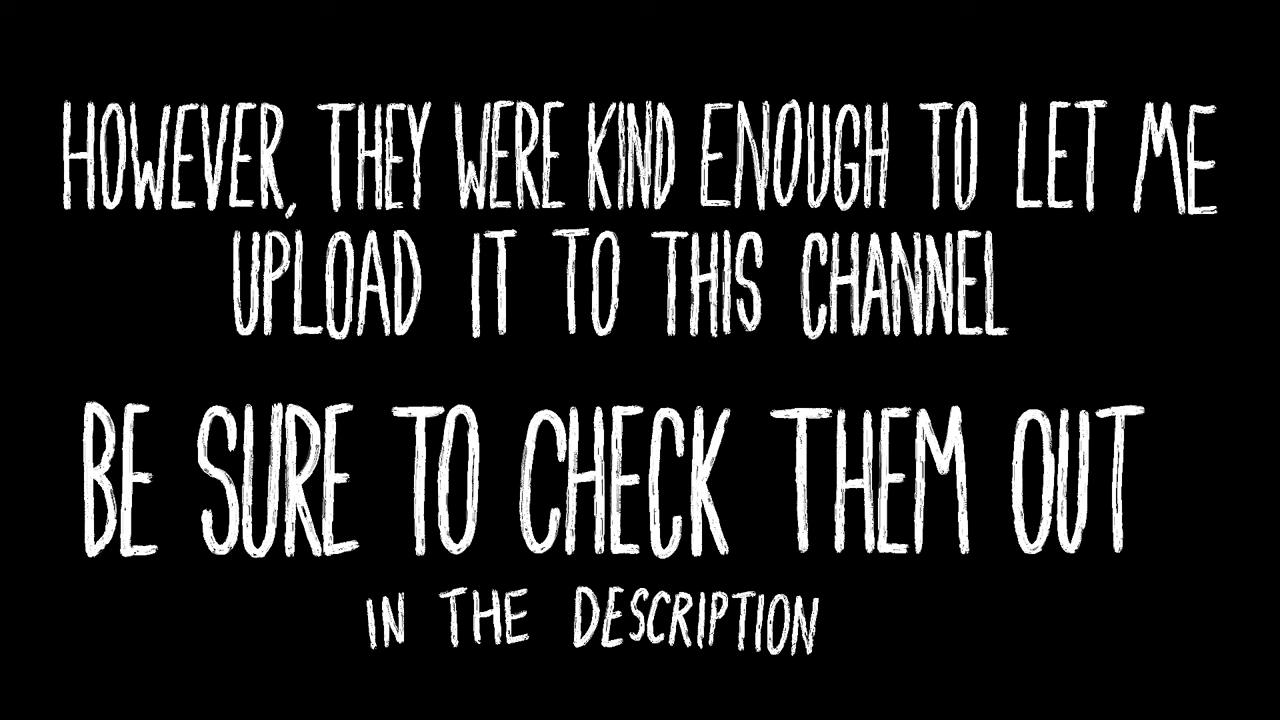 HOWEVER, THEY WERE KIND ENOUGH TO LET ME
UPLOAD IT TO THIS CHANNEL
BE SURE TO CHECK THEM OUT
IN THE DESCRIPTION